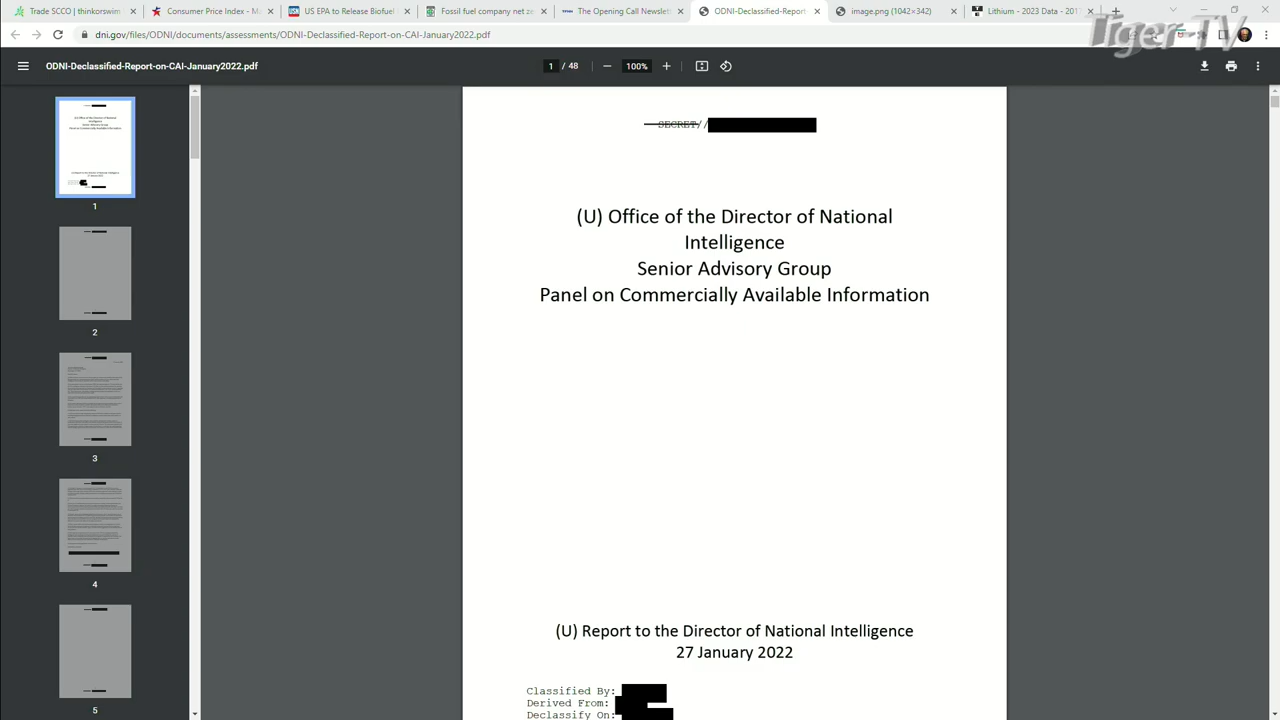 Trade SCCO | thinkorswim
Consumer Price Index - M
US EPA to Release Biofuel
Fossil fuel company net z
The Opening Call Newslett
ODNI-Declassified-Report-
image.png (1042×342)
Lithium - 2023 Data - 201
Tiger TV
dni.gov/files/ODNI/documents/assessments/ODNI-Declassified-Report-on-CAI-January2022.pdf
ODNI-Declassified-Report-on-CAI-January2022.pdf
1 / 48
100%
SECRET//
(U) Office of the Director of National
Intelligence
Senior Advisory Group
Panel on Commercially Available Information
(U) Report to the Director of National Intelligence
27 January 2022
Classified By:
Derived From:
Declassify On:
1
2
3
4
5